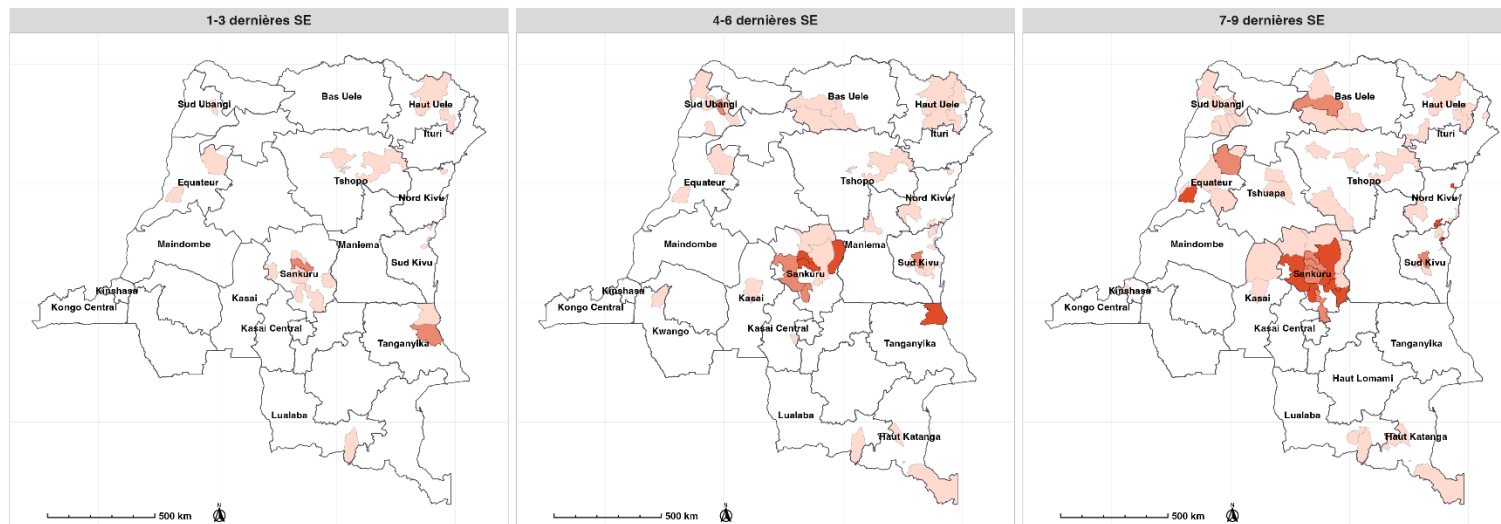 1-3 dernières SE
Bas Uele
Sud Ubangi
Haut Uele
Ituri
Equateur
Tshopo
Nord Kivu
Maindombe
Maniema
Sud Kivu
Sankuru
Kinshasa
Kasai
Kongo Central
Kasai Central
Tanganyika
Lualaba
N
500 km
4-6 dernières SE
Bas Uele
Sud Ubangi
Haut Uele
Ituri
Equateur
Tshopo
Nord Kivu
Maindombe
Maniema
Sud Kivu
Sankuru
Kinshasa
Kasai
Kongo Central
Kwango
Kasai Central
Tanganyika
Lualaba
Haut Katanga
N
500 km
7-9 dernières SE
Bas Uele
Sud Ubangi
Haut Uele
Ituri
Equateur
Tshopo
Tshuapa
Nord Kivu
Maindombe
Sud Kivu
Sankuru
Kinshasa
Kasai
Kongo Central
Kasai Central
Tanganyika
Haut Lomami
Lualaba
Haut Katanga
N
500 km